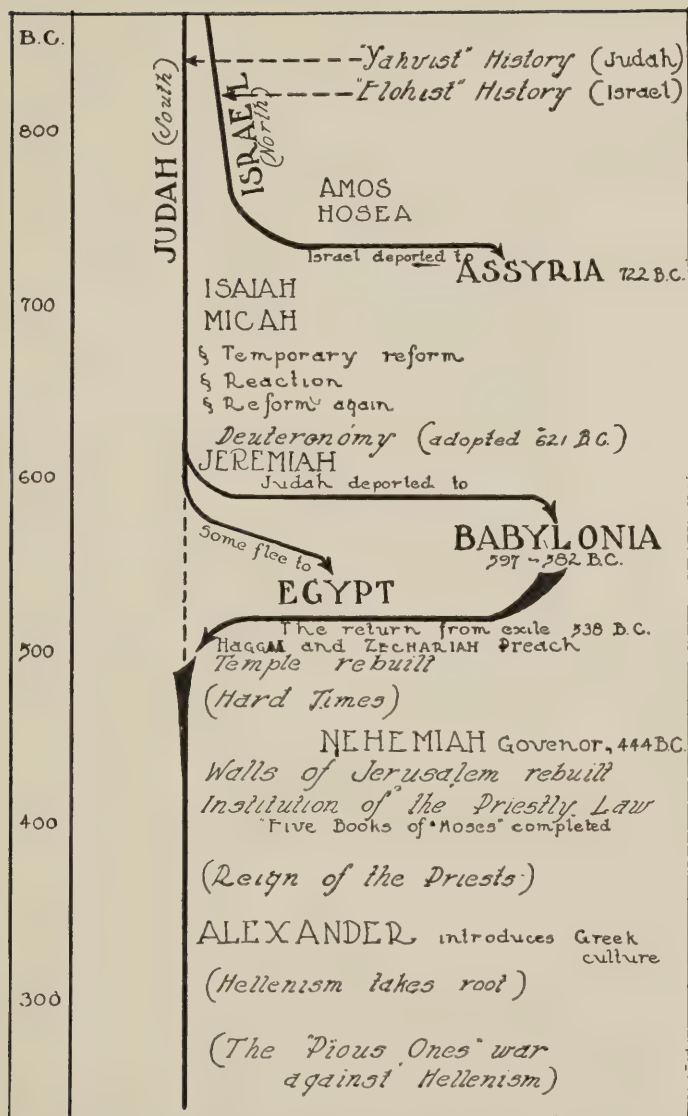 B.C.
"Yahvist" History (Judah)
"Elohist" History (Israel)
JUDAH (South)
ISRAEL
(North)
800
AMOS
HOSEA
Israel deported to
ASSYRIA 722 B.C.
ISAIAH
700
MICAH
§ Temporary reform
§ Reaction
§ Reform again
Deuteronomy (adopted 621 B.C.)
JEREMIAH
600
Judah deported to
Some flee to
BABYLONIA
597-582 B.C.
EGYPT
The return from exile 538 B.C.
500
HAGGAI and ZECHARIAH Preach
Temple rebuilt
(Hard Times)
NEHEMIAH Govenor, 444 B.C.
Walls of Jerusalem rebuilt
Institution of the Priestly Law
400
"Five Books of Moses" completed
(Reign of the Priests)
ALEXANDER introduces Greek
culture
(Hellenism takes root)
300
(The "Pious Ones" war
against Hellenism)